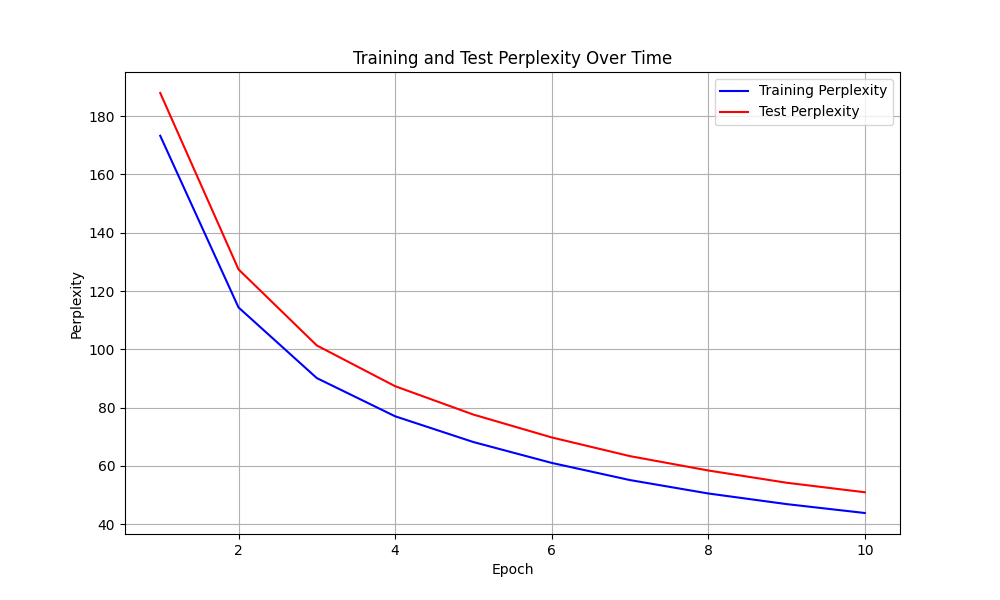 Training and Test Perplexity Over Time
Training Perplexity
Test Perplexity
180
160
140
120
100
80
60
40
Perplexity
2
4
6
8
10
Epoch